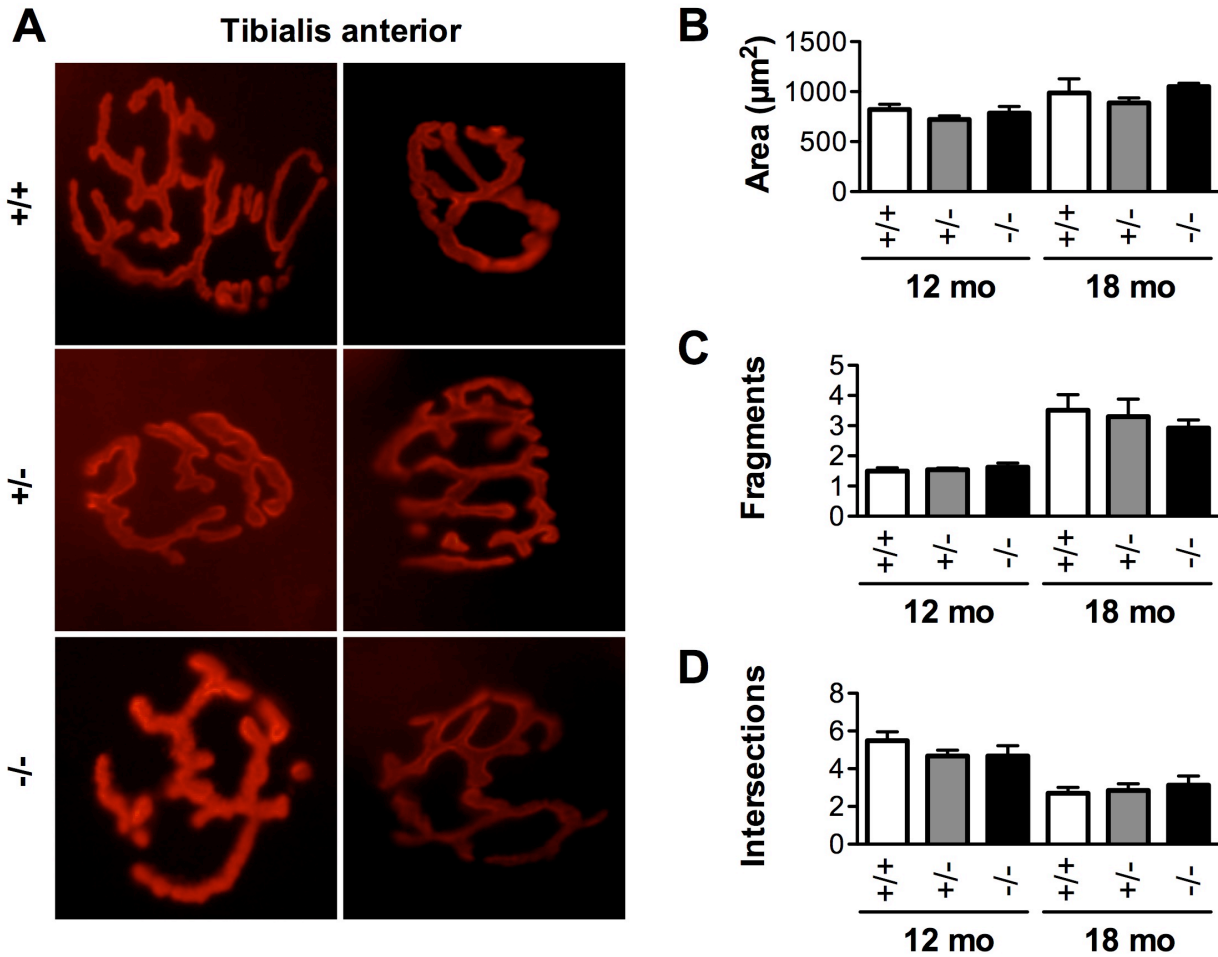 A
Tibialis anterior
+/+
+/-
-/-
B
Area (µm²)
1500
1000
500
0
+/+ +/- -/- +/+ +/- -/-
12 mo 18 mo
C
Fragments
5
4
3
2
1
0
+/+ +/- -/- +/+ +/- -/-
12 mo 18 mo
D
Intersections
8
6
4
2
0
+/+ +/- -/- +/+ +/- -/-
12 mo 18 mo